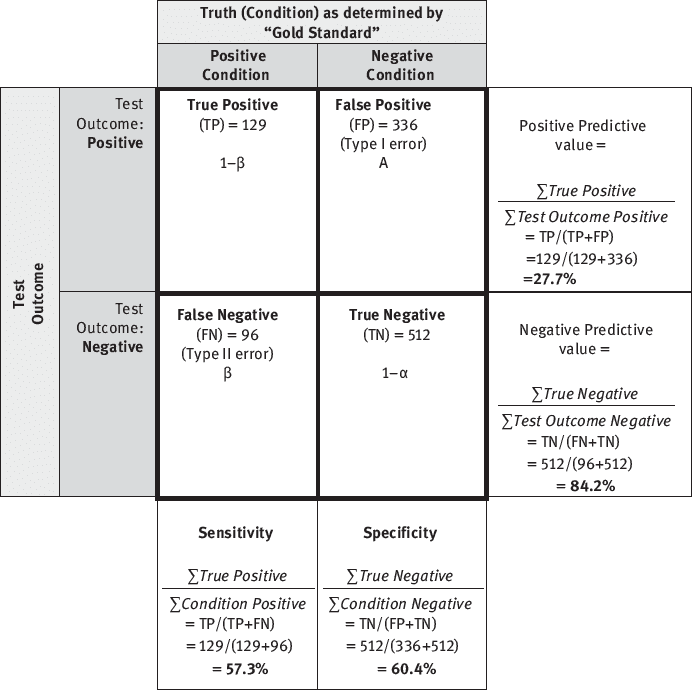 Truth (Condition) as determined by
“Gold Standard”
Positive
Condition
Negative
Condition
Test
Outcome
Test
Outcome:
Positive
True Positive
(TP) = 129
1–β
False Positive
(FP) = 336
(Type I error)
A
Positive Predictive
value =
∑True Positive
∑Test Outcome Positive
= TP/(TP+FP)
=129/(129+336)
=27.7%
Test
Outcome:
Negative
False Negative
(FN) = 96
(Type II error)
β
True Negative
(TN) = 512
1–α
Negative Predictive
value =
∑True Negative
∑Test Outcome Negative
= TN/(FN+TN)
= 512/(96+512)
= 84.2%
Sensitivity
∑True Positive
∑Condition Positive
= TP/(TP+FN)
= 129/(129+96)
= 57.3%
Specificity
∑True Negative
∑Condition Negative
= TN/(FP+TN)
= 512/(336+512)
= 60.4%